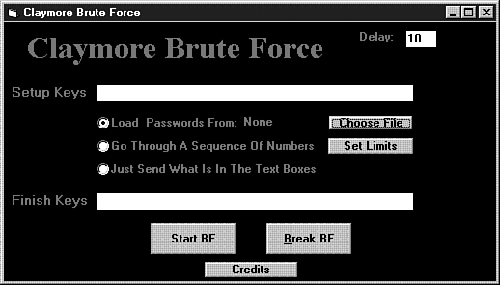 Claymore Brute Force
Claymore Brute Force
Delay: 10
Setup Keys
Load Passwords From: None Choose File
Go Through A Sequence Of Numbers Set Limits
Just Send What Is In The Text Boxes
Finish Keys
Start BF Break BF
Credits